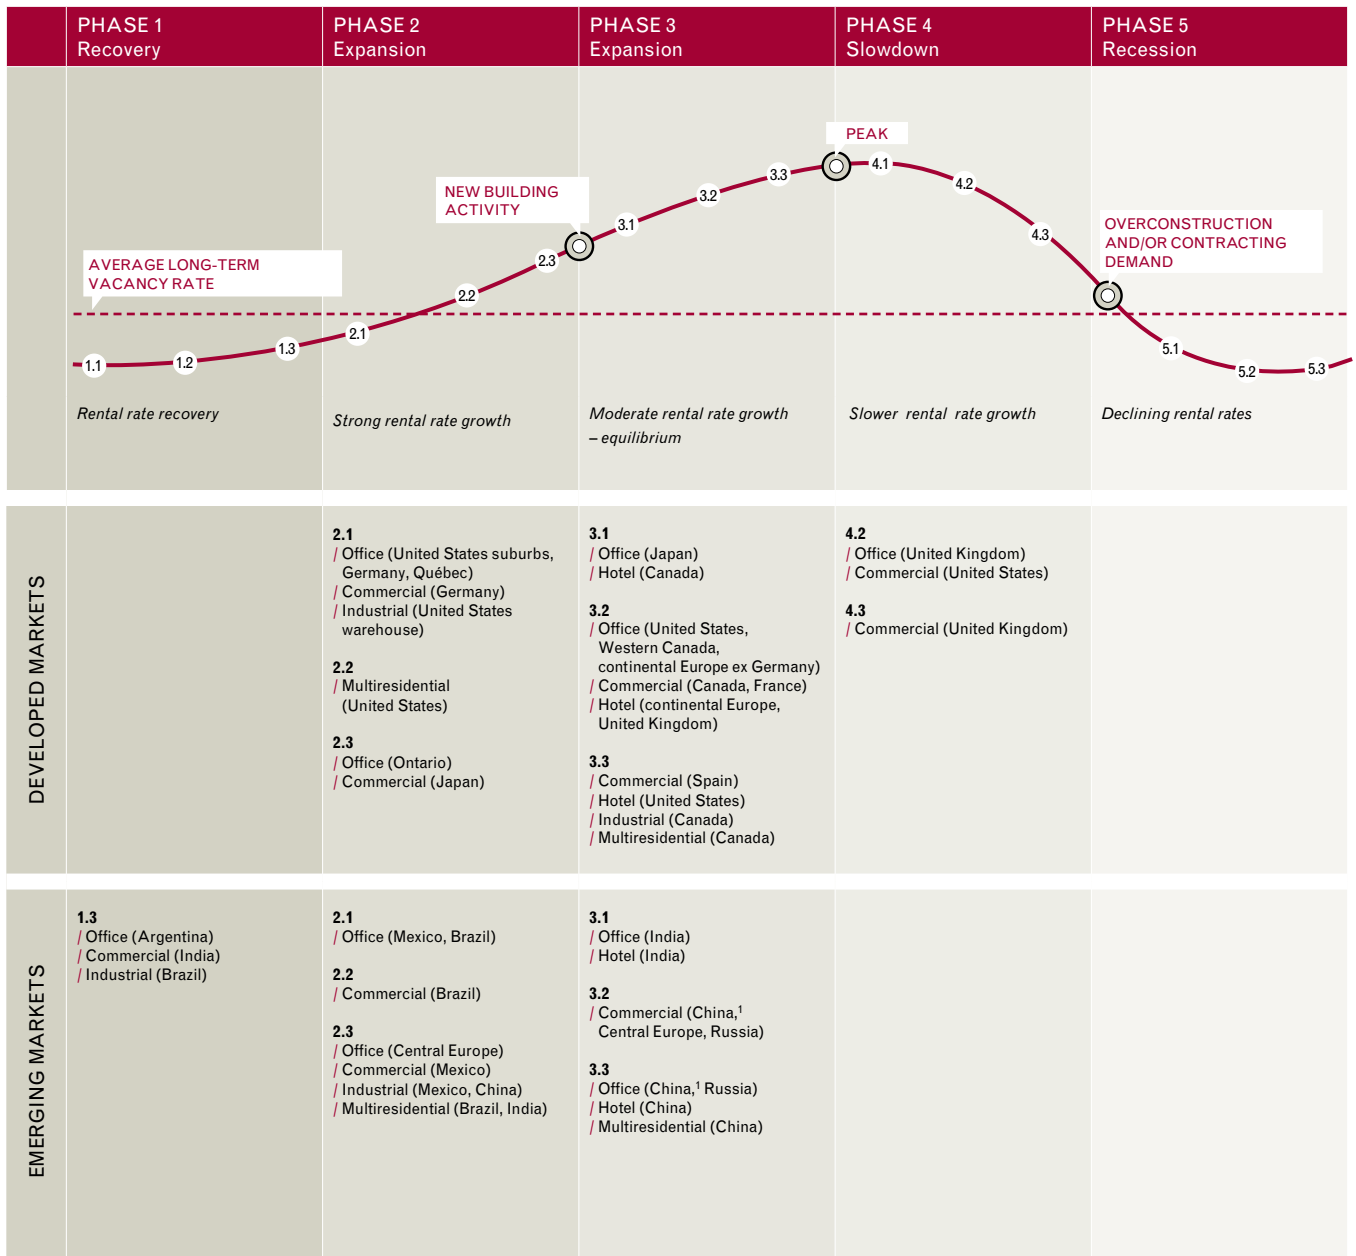 PHASE 1
Recovery
PHASE 2
Expansion
PHASE 3
Expansion
PHASE 4
Slowdown
PHASE 5
Recession
PEAK
NEW BUILDING
ACTIVITY
OVERCONSTRUCTION
AND/OR CONTRACTING
DEMAND
AVERAGE LONG-TERM
VACANCY RATE
1.1
1.2
1.3
2.1
2.2
2.3
3.1
3.2
3.3
4.1
4.2
4.3
5.1
5.2
5.3
Rental rate recovery
Strong rental rate growth
Moderate rental rate growth
– equilibrium
Slower rental rate growth
Declining rental rates
DEVELOPED MARKETS
2.1
/ Office (United States suburbs,
Germany, Québec)
/ Commercial (Germany)
/ Industrial (United States
warehouse)
2.2
/ Multiresidential
(United States)
2.3
/ Office (Ontario)
/ Commercial (Japan)
3.1
/ Office (Japan)
/ Hotel (Canada)
3.2
/ Office (United States,
Western Canada,
continental Europe ex Germany)
/ Commercial (Canada, France)
/ Hotel (continental Europe,
United Kingdom)
3.3
/ Commercial (Spain)
/ Hotel (United States)
/ Industrial (Canada)
/ Multiresidential (Canada)
4.2
/ Office (United Kingdom)
/ Commercial (United States)
4.3
/ Commercial (United Kingdom)
EMERGING MARKETS
1.3
/ Office (Argentina)
/ Commercial (India)
/ Industrial (Brazil)
2.1
/ Office (Mexico, Brazil)
2.2
/ Commercial (Brazil)
2.3
/ Office (Central Europe)
/ Commercial (Mexico)
/ Industrial (Mexico, China)
/ Multiresidential (Brazil, India)
3.1
/ Office (India)
/ Hotel (India)
3.2
/ Commercial (China,¹
Central Europe, Russia)
3.3
/ Office (China,¹ Russia)
/ Hotel (China)
/ Multiresidential (China)